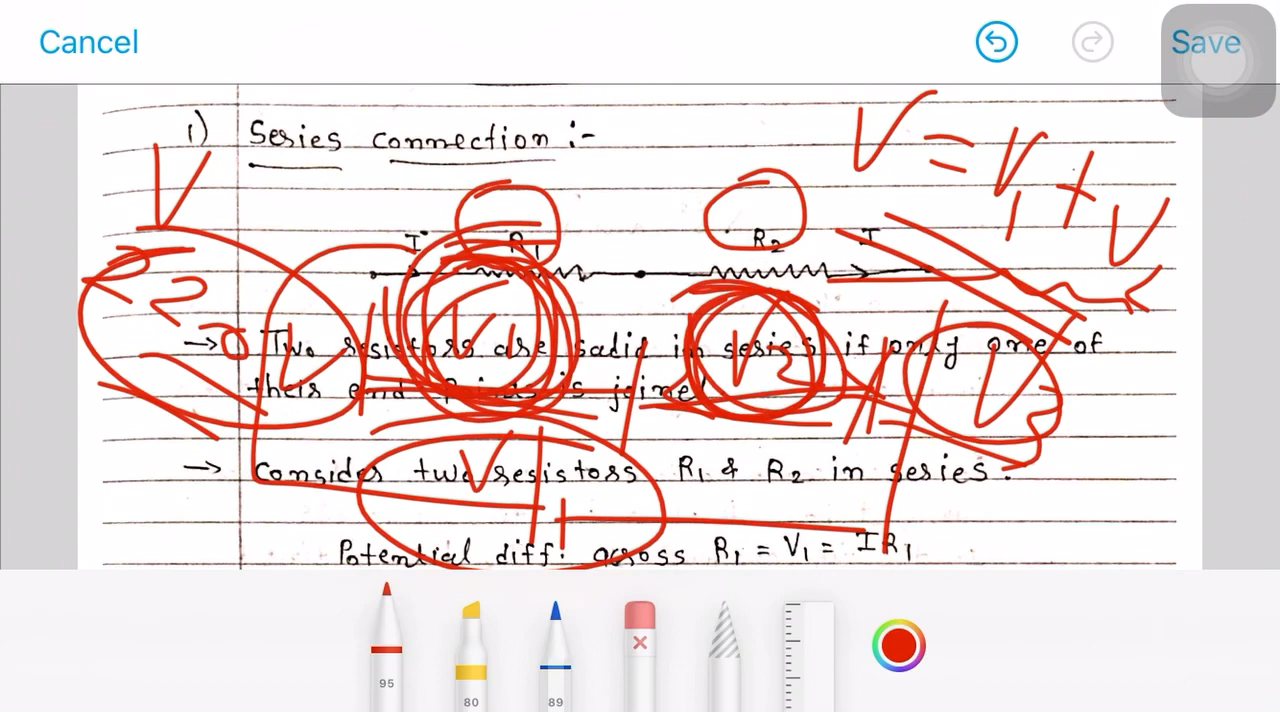 Cancel
Save
1) Series connection :-
V = V1 + V
V
I R1 R2 I
V1 V2
V V
→ Two resistors are said in series if only one of
their end points is joined
→ Consider two resistors R1 & R2 in series.
V
Potential diff. across R1 = V1 = IR1
95 80 89